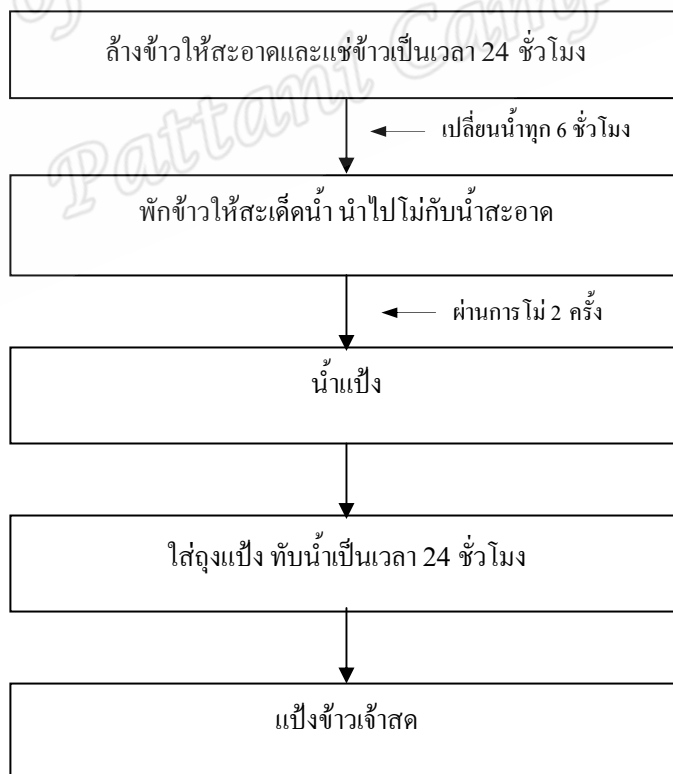 of
Pattani Camp
ล้างข้าวให้สะอาดและแช่ข้าวเป็นเวลา 24 ชั่วโมง
เปลี่ยนน้ำทุก 6 ชั่วโมง
พักข้าวให้สะเด็ดน้ำ นำไปโม่กับน้ำสะอาด
ผ่านการโม่ 2 ครั้ง
น้ำแป้ง
ใส่ถุงแป้ง ทับน้ำเป็นเวลา 24 ชั่วโมง
แป้งข้าวเจ้าสด